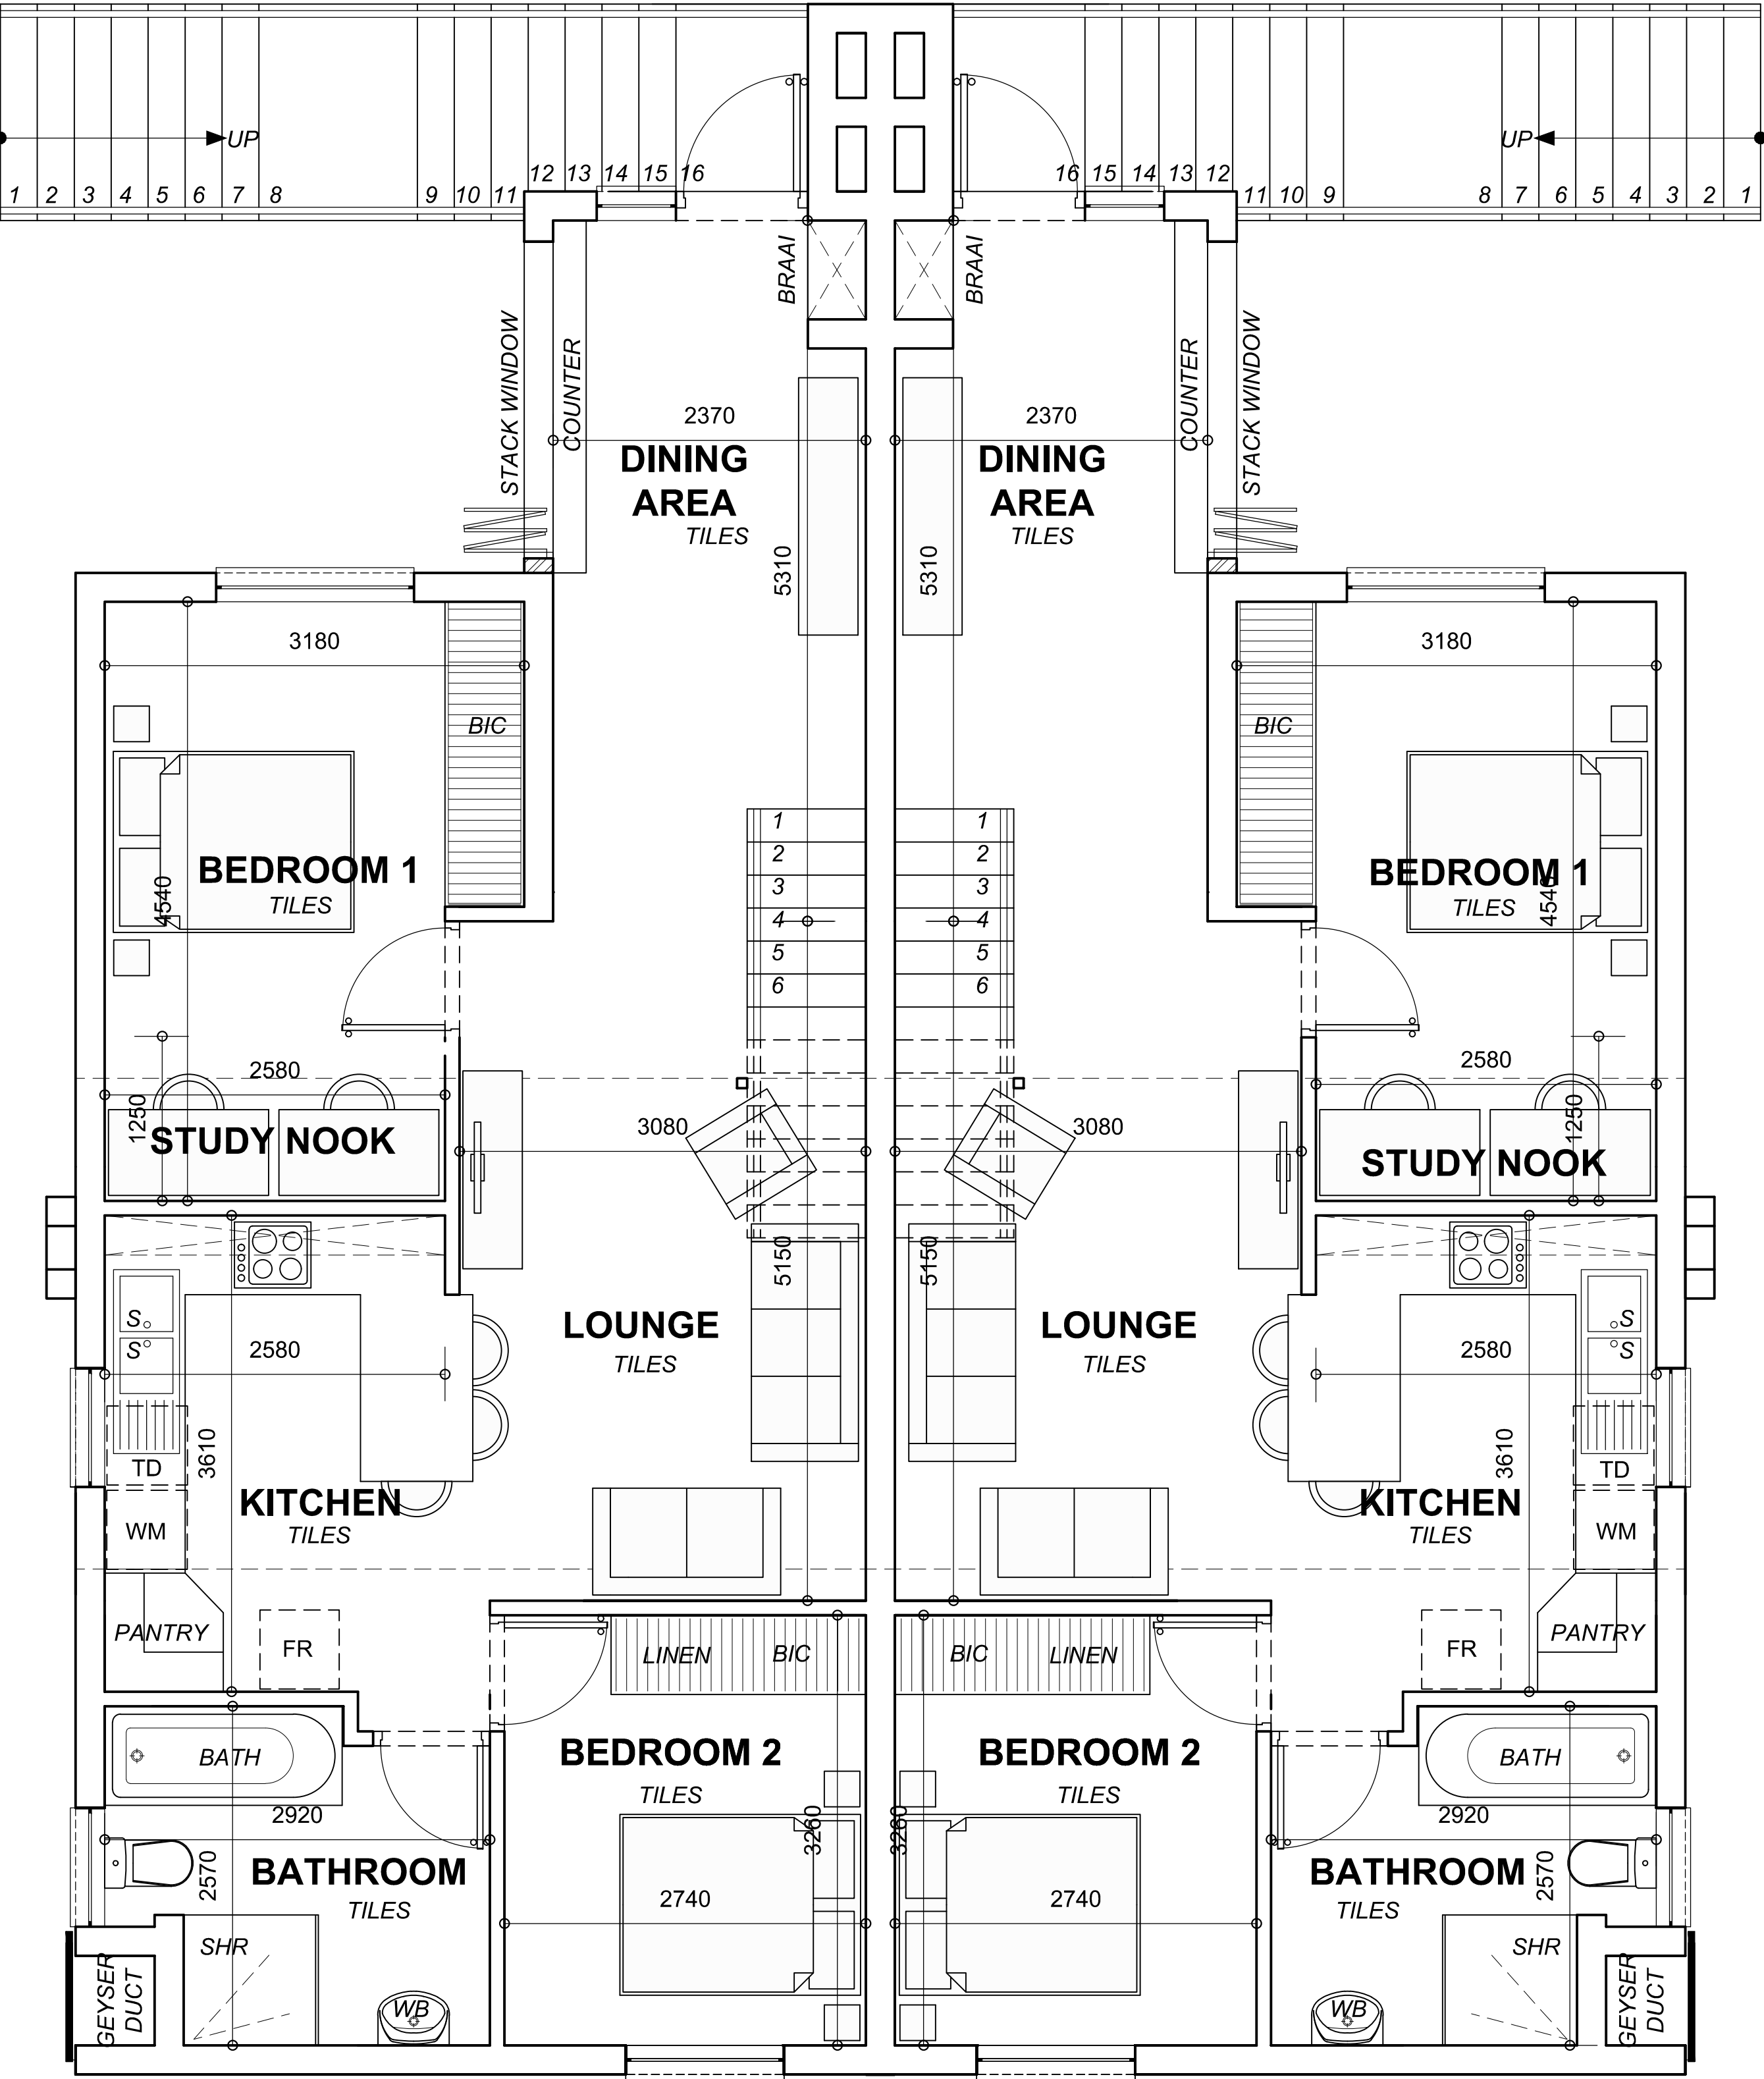 UP
UP
1 2 3 4 5 6 7 8 9 10 11 12 13 14 15 16
16 15 14 13 12 11 10 9 8 7 6 5 4 3 2 1
BRAAI
BRAAI
STACK WINDOW
COUNTER
COUNTER
STACK WINDOW
2370
2370
DINING
AREA
TILES
DINING
AREA
TILES
5310
5310
3180
3180
BIC
BIC
BEDROOM 1
TILES
4540
BEDROOM 1
TILES
4540
1
2
3
4
5
6
1
2
3
4
5
6
2580
2580
1250
1250
STUDY NOOK
STUDY NOOK
3080
3080
5150
5150
S
S
S
S
2580
2580
LOUNGE
TILES
LOUNGE
TILES
3610
3610
TD
TD
WM
WM
KITCHEN
TILES
KITCHEN
TILES
PANTRY
FR
FR
PANTRY
LINEN
BIC
BIC
LINEN
BATH
BATH
BEDROOM 2
TILES
BEDROOM 2
TILES
2920
2920
3260
3260
BATHROOM
TILES
BATHROOM
TILES
2570
2570
2740
2740
SHR
SHR
GEYSER
DUCT
GEYSER
DUCT
WB
WB